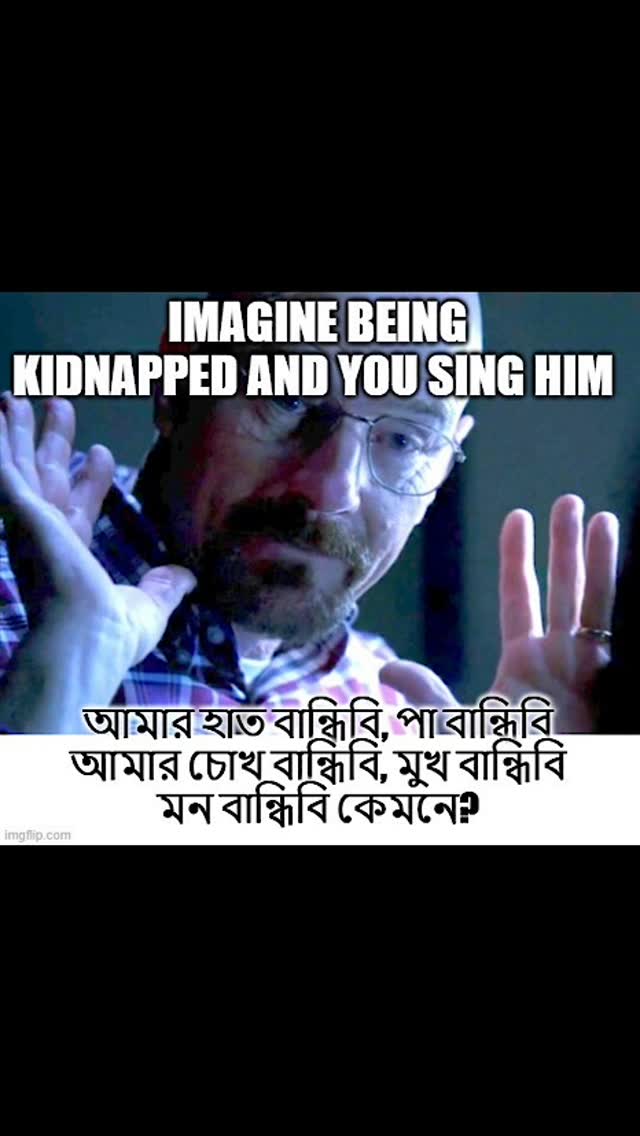 IMAGINE BEING
KIDNAPPED AND YOU SING HIM
আমার হাত বান্ধিবি, পা বান্ধিবি
আমার চোখ বান্ধিবি, মুখ বান্ধিবি
মন বান্ধিবি কেমনে?
imgflip.com